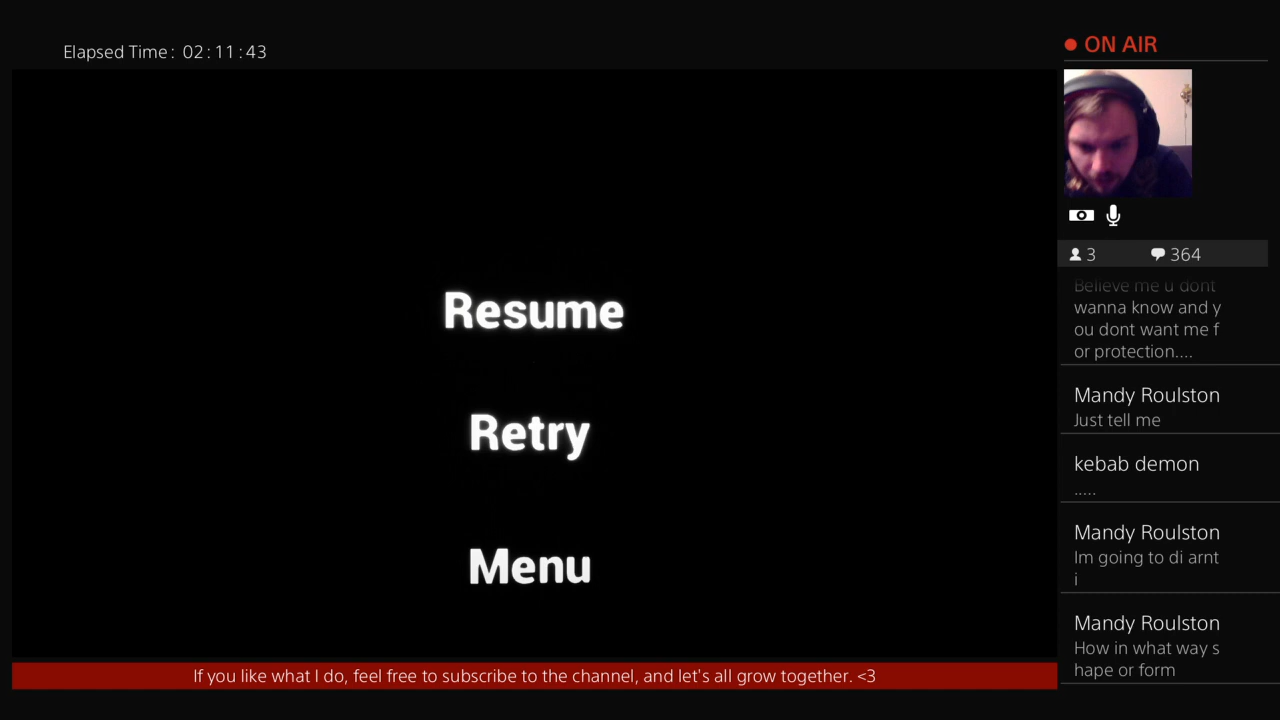 Elapsed Time: 02:11:43
ON AIR
3 364
Believe me u dont
wanna know and y
ou dont want me f
or protection....
Mandy Roulston
Just tell me
kebab demon
.....
Mandy Roulston
Im going to di arnt
i
Mandy Roulston
How in what way s
hape or form
Resume
Retry
Menu
If you like what I do, feel free to subscribe to the channel, and let's all grow together. <3